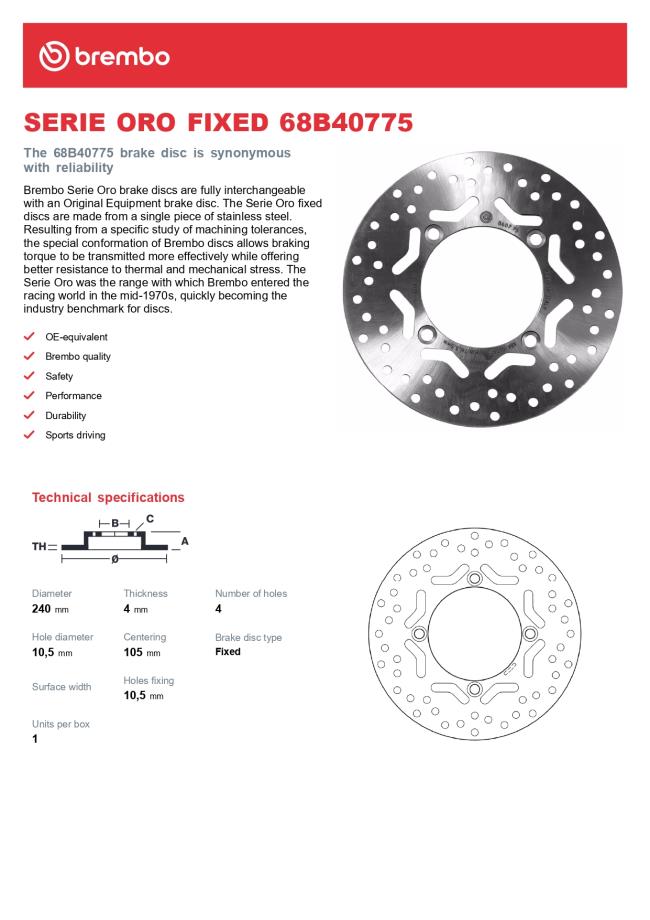 brembo
SERIE ORO FIXED 68B40775
The 68B40775 brake disc is synonymous
with reliability
Brembo Serie Oro brake discs are fully interchangeable
with an Original Equipment brake disc. The Serie Oro fixed
discs are made from a single piece of stainless steel.
Resulting from a specific study of machining tolerances,
the special conformation of Brembo discs allows braking
torque to be transmitted more effectively while offering
better resistance to thermal and mechanical stress. The
Serie Oro was the range with which Brembo entered the
racing world in the mid-1970s, quickly becoming the
industry benchmark for discs.
OE-equivalent
Brembo quality
Safety
Performance
Durability
Sports driving
Technical specifications
B
C
TH
A
Ø
Diameter
240 mm
Thickness
4 mm
Number of holes
4
Hole diameter
10,5 mm
Centering
105 mm
Brake disc type
Fixed
Surface width
Holes fixing
10,5 mm
Units per box
1